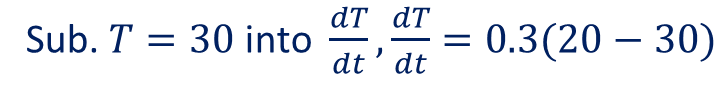 Sub. T = 30 into dT/dt, dT/dt = 0.3(20 − 30)